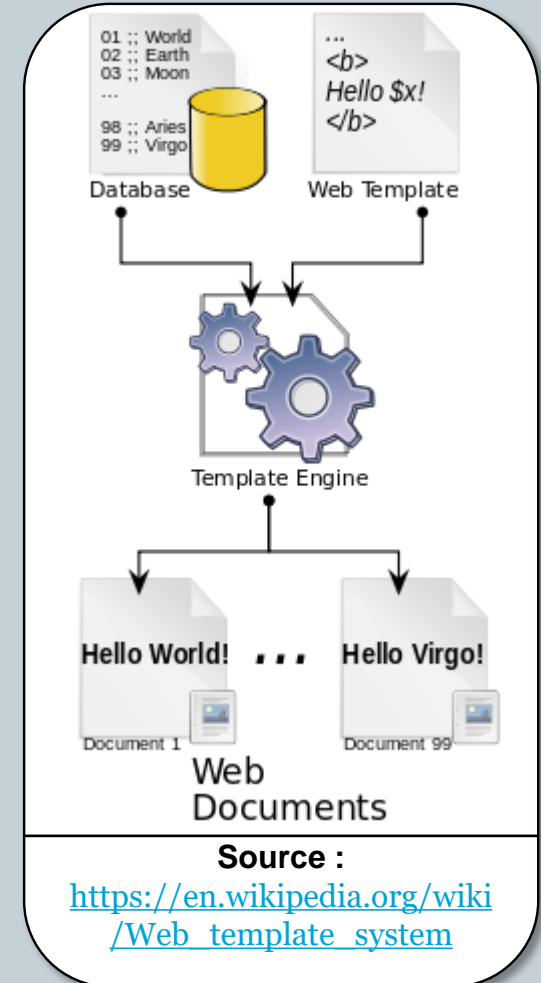 01 ;; World
02 ;; Earth
03 ;; Moon
...
98 ;; Aries
99 ;; Virgo
Database
...
<b>
Hello $x!
</b>
Web Template
Template Engine
Hello World!
...
Hello Virgo!
Document 1
Document 99
Web
Documents
Source :
https://en.wikipedia.org/wiki
/Web_template_system